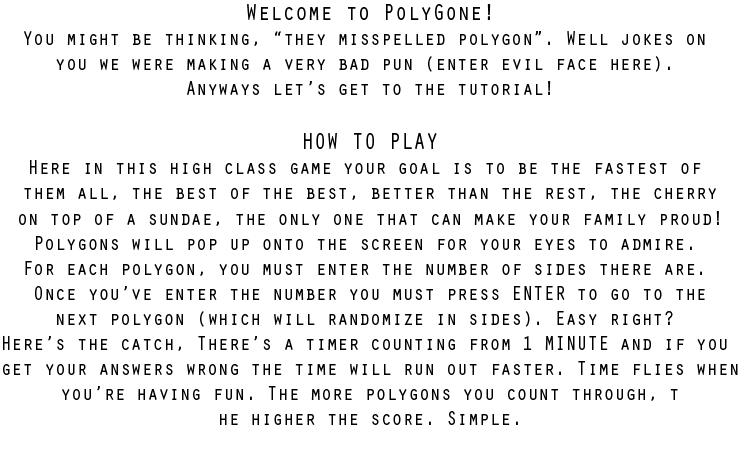 Welcome to PolyGone!
You might be thinking, “they misspelled polygon”. Well jokes on
you we were making a very bad pun (enter evil face here).
Anyways let’s get to the tutorial!
HOW TO PLAY
Here in this high class game your goal is to be the fastest of
them all, the best of the best, better than the rest, the cherry
on top of a sundae, the only one that can make your family proud!
Polygons will pop up onto the screen for your eyes to admire.
For each polygon, you must enter the number of sides there are.
Once you’ve enter the number you must press ENTER to go to the
next polygon (which will randomize in sides). Easy right?
Here’s the catch, There’s a timer counting from 1 MINUTE and if you
get your answers wrong the time will run out faster. Time flies when
you’re having fun. The more polygons you count through, t
he higher the score. Simple.